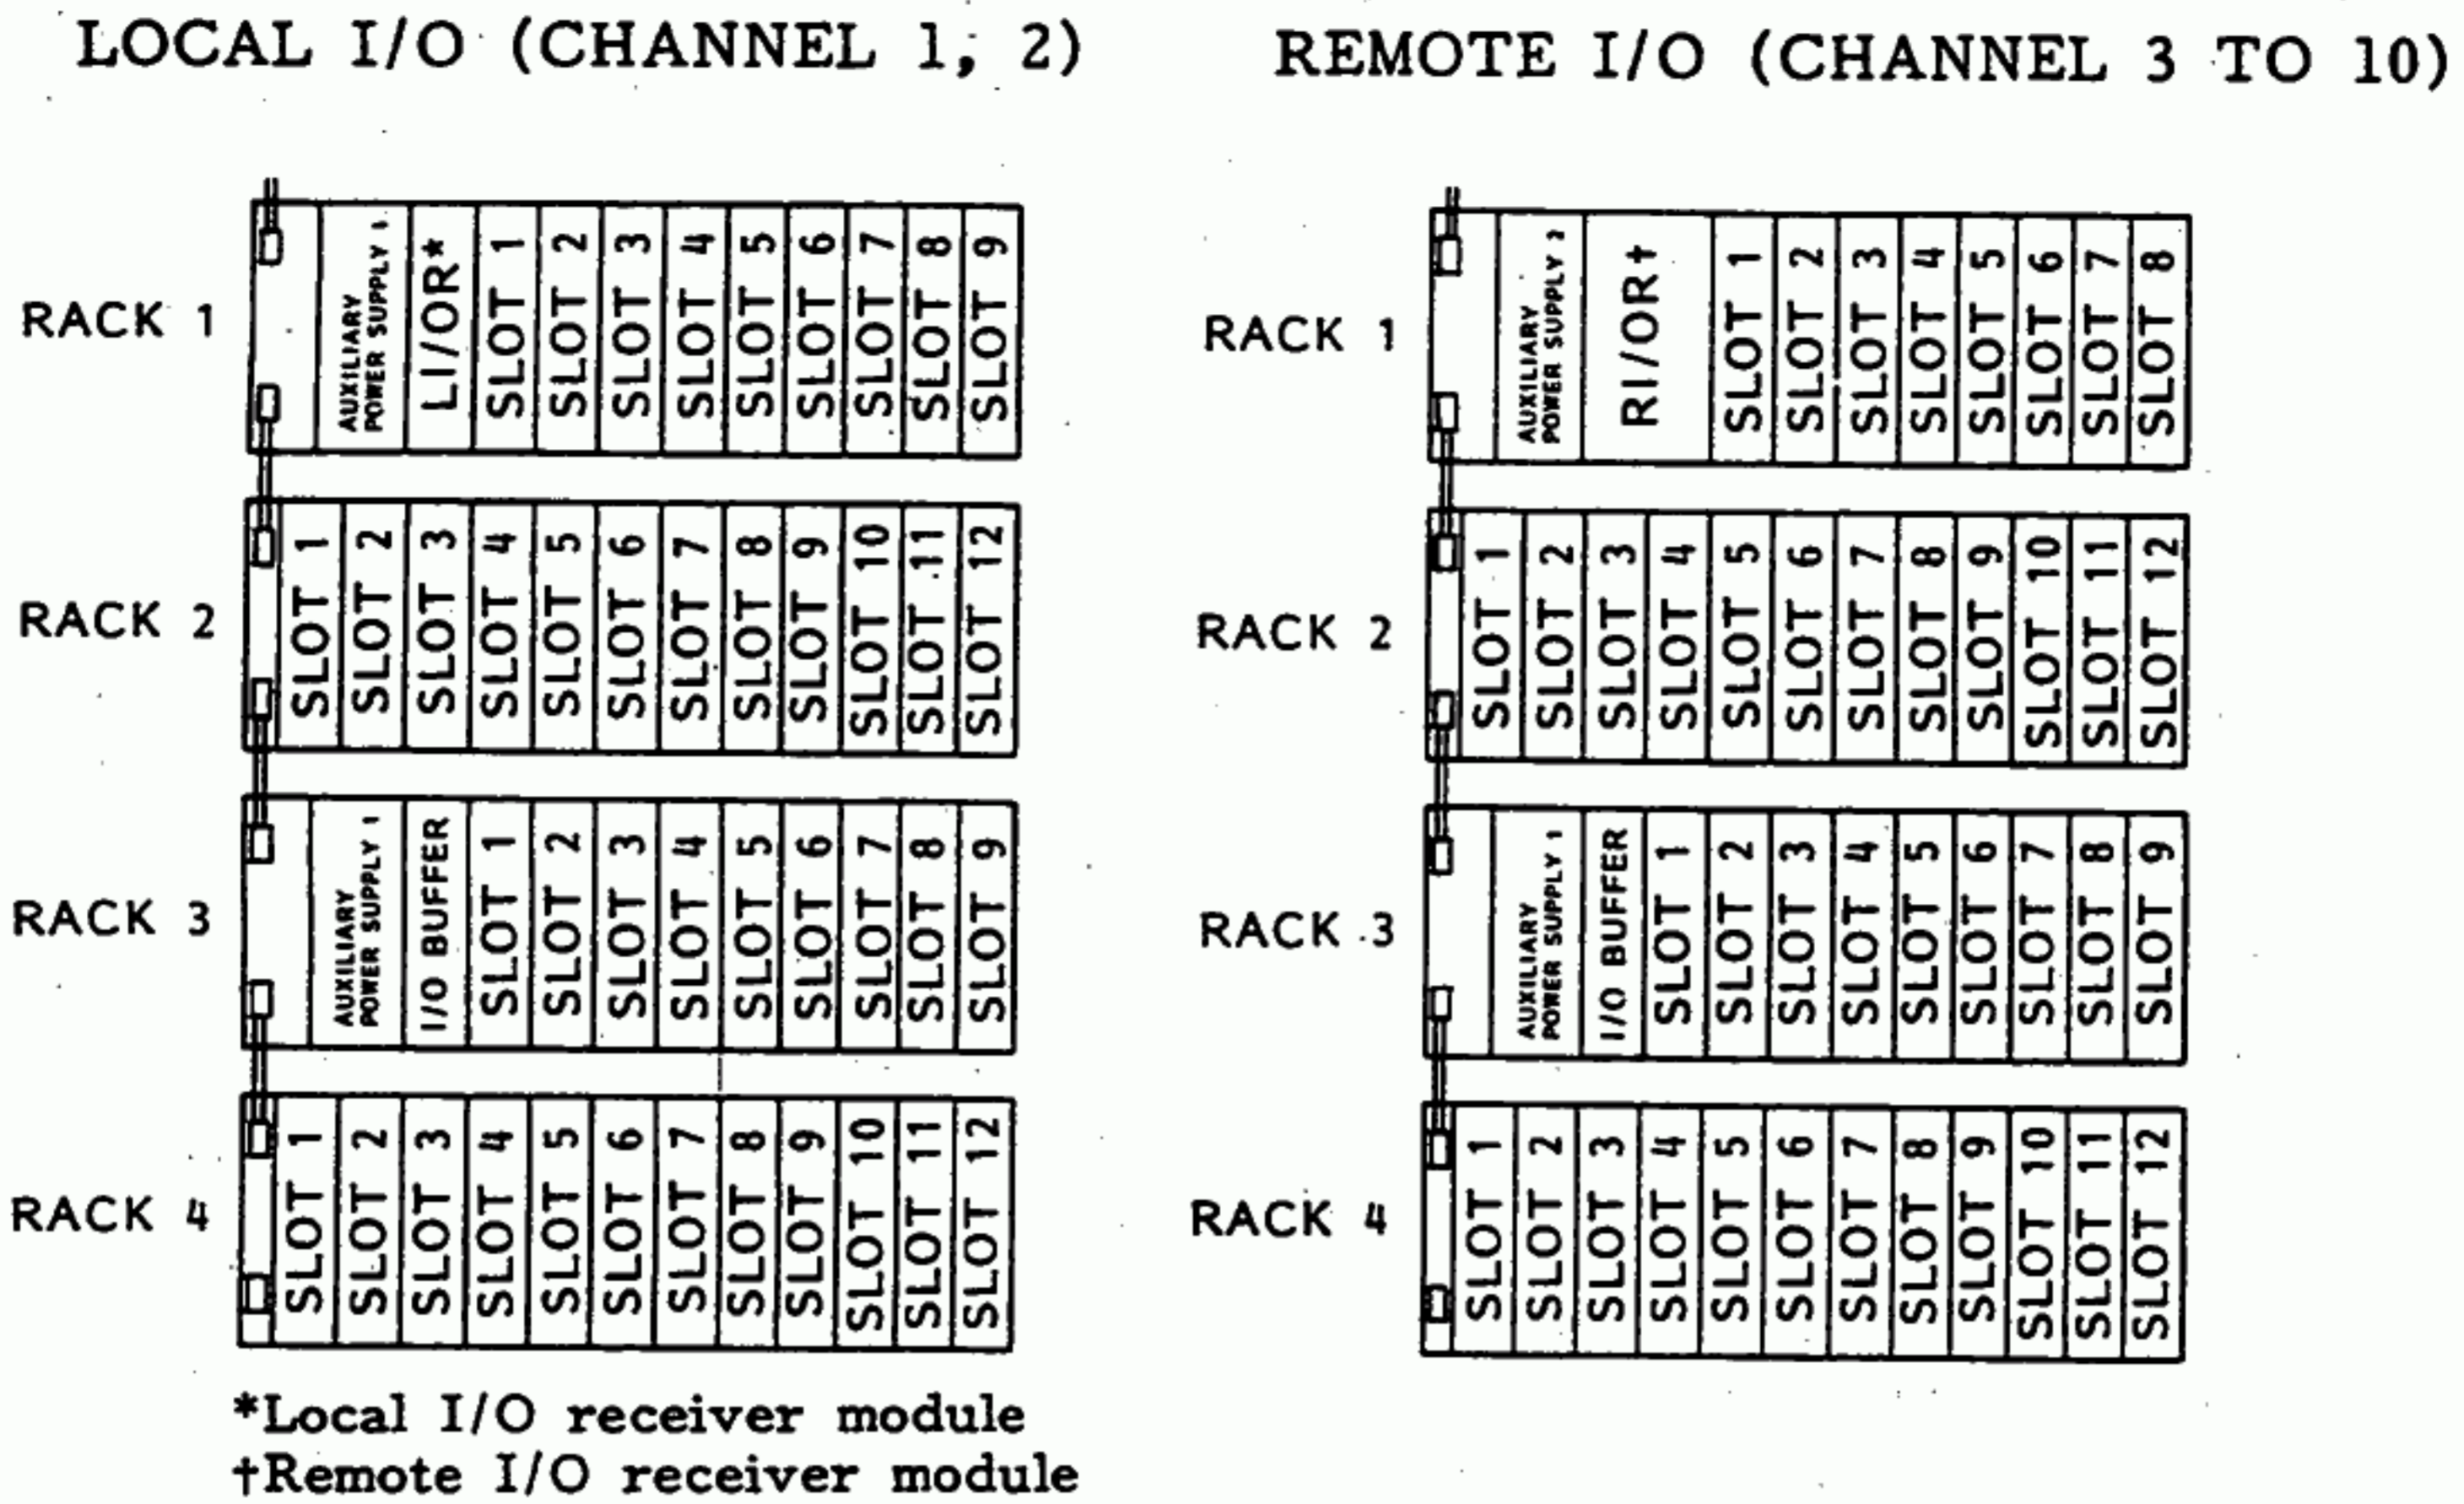 LOCAL I/O (CHANNEL 1, 2)
RACK 1
AUXILIARY
POWER SUPPLY 1
LI/OR*
SLOT 1
SLOT 2
SLOT 3
SLOT 4
SLOT 5
SLOT 6
SLOT 7
SLOT 8
SLOT 9
RACK 2
SLOT 1
SLOT 2
SLOT 3
SLOT 4
SLOT 5
SLOT 6
SLOT 7
SLOT 8
SLOT 9
SLOT 10
SLOT 11
SLOT 12
RACK 3
AUXILIARY
POWER SUPPLY 1
I/O BUFFER
SLOT 1
SLOT 2
SLOT 3
SLOT 4
SLOT 5
SLOT 6
SLOT 7
SLOT 8
SLOT 9
RACK 4
SLOT 1
SLOT 2
SLOT 3
SLOT 4
SLOT 5
SLOT 6
SLOT 7
SLOT 8
SLOT 9
SLOT 10
SLOT 11
SLOT 12
*Local I/O receiver module
†Remote I/O receiver module
REMOTE I/O (CHANNEL 3 TO 10)
RACK 1
AUXILIARY
POWER SUPPLY 2
RI/OR†
SLOT 1
SLOT 2
SLOT 3
SLOT 4
SLOT 5
SLOT 6
SLOT 7
SLOT 8
RACK 2
SLOT 1
SLOT 2
SLOT 3
SLOT 4
SLOT 5
SLOT 6
SLOT 7
SLOT 8
SLOT 9
SLOT 10
SLOT 11
SLOT 12
RACK 3
AUXILIARY
POWER SUPPLY 1
I/O BUFFER
SLOT 1
SLOT 2
SLOT 3
SLOT 4
SLOT 5
SLOT 6
SLOT 7
SLOT 8
SLOT 9
RACK 4
SLOT 1
SLOT 2
SLOT 3
SLOT 4
SLOT 5
SLOT 6
SLOT 7
SLOT 8
SLOT 9
SLOT 10
SLOT 11
SLOT 12